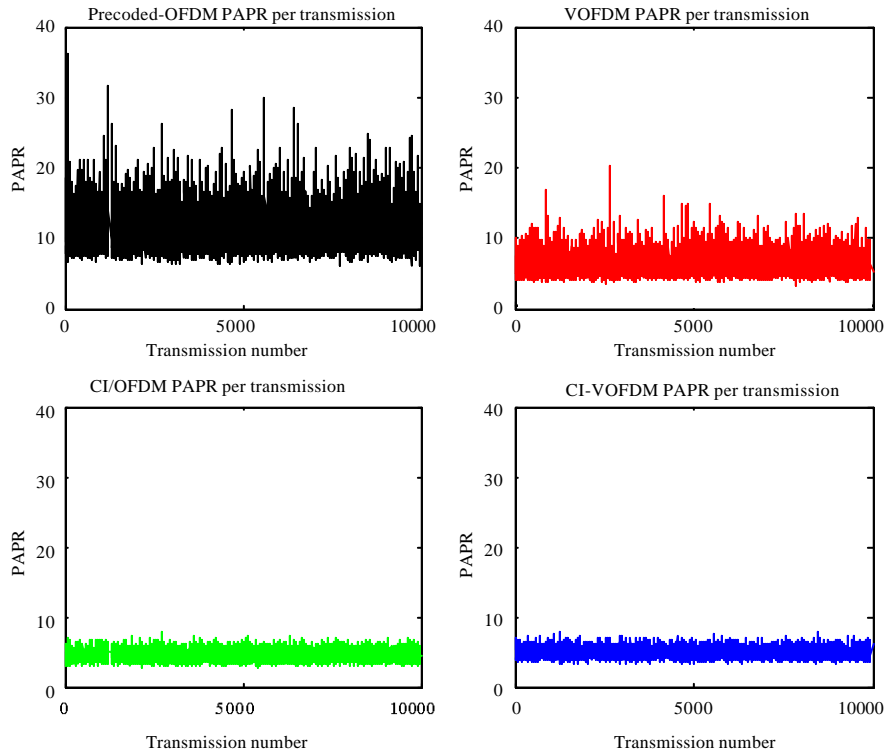 Precoded-OFDM PAPR per transmission
40
30
20
10
0
PAPR
0 5000 10000
Transmission number
VOFDM PAPR per transmission
40
30
20
10
0
PAPR
0 5000 10000
Transmission number
CI/OFDM PAPR per transmission
40
30
20
10
0
PAPR
0 5000 10000
Transmission number
CI-VOFDM PAPR per transmission
40
30
20
10
0
PAPR
0 5000 10000
Transmission number